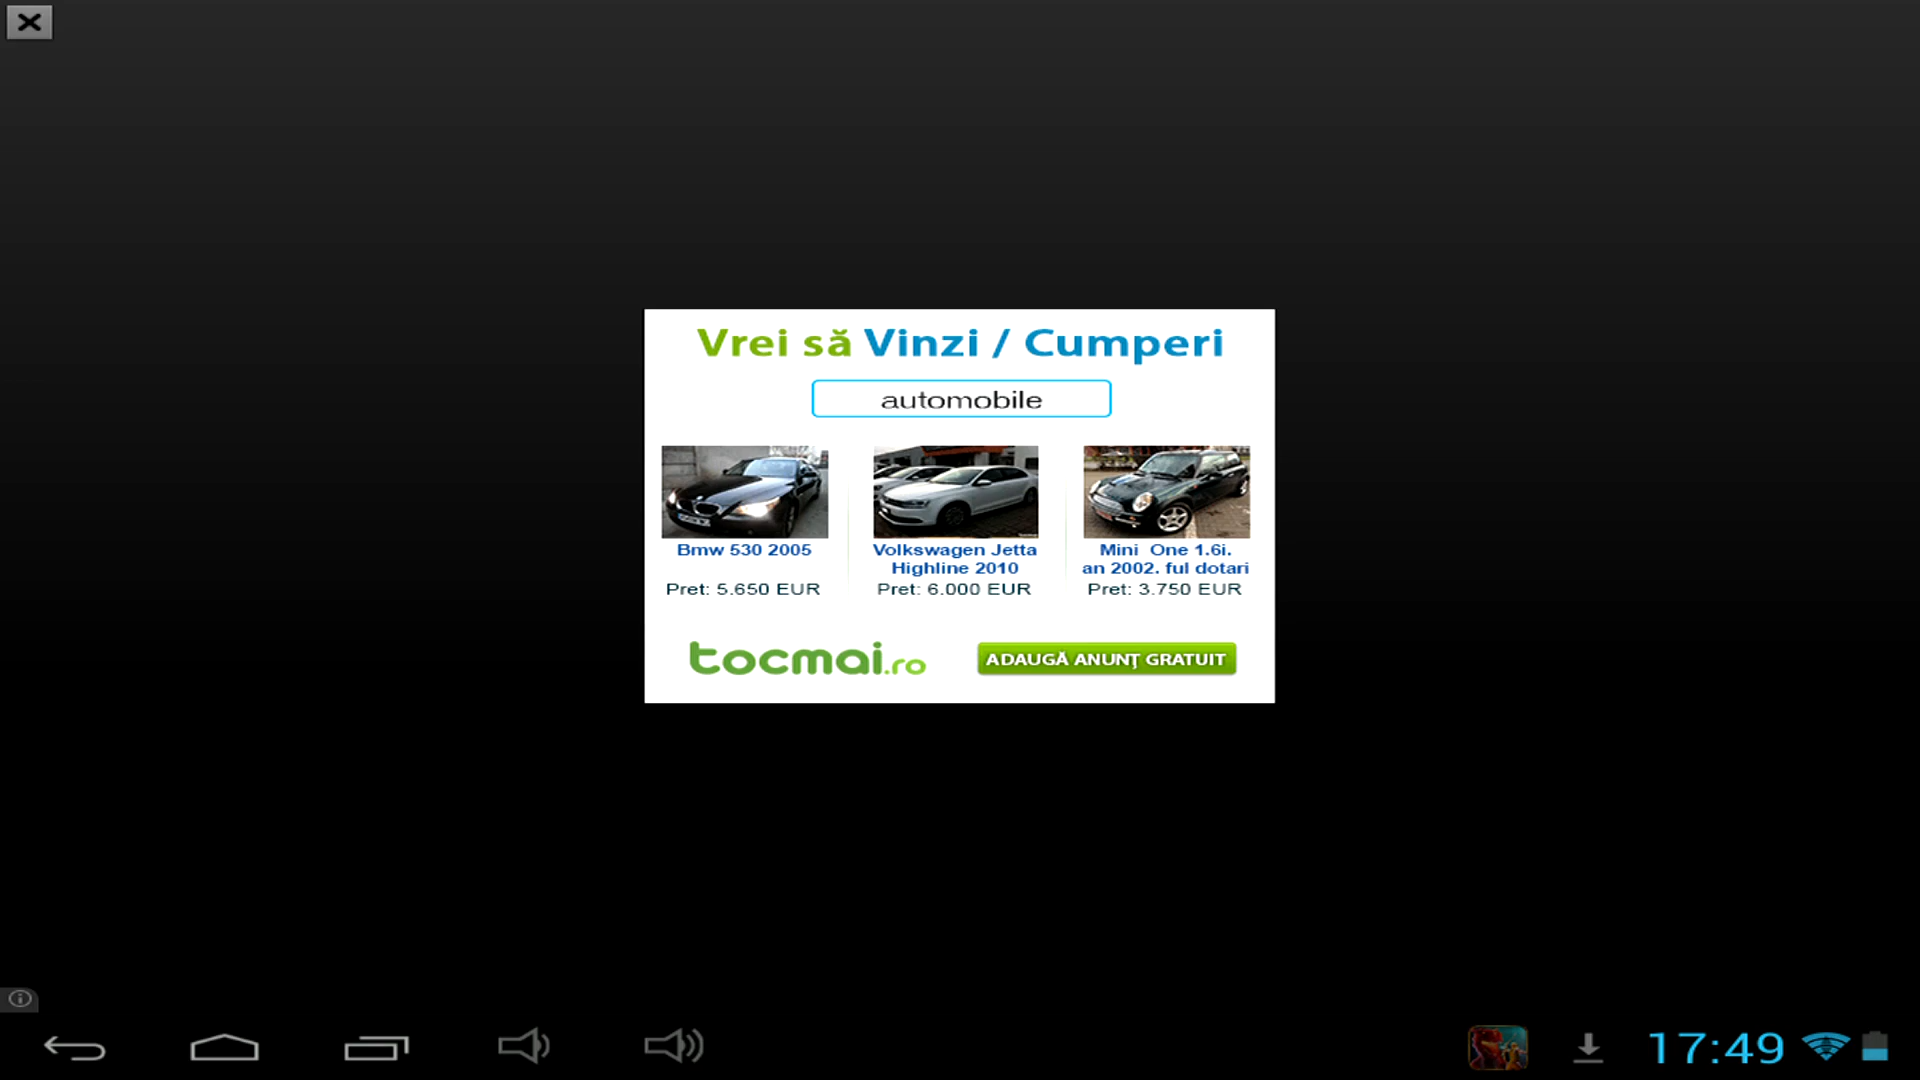 Vrei să Vinzi / Cumperi
automobile
Bmw 530 2005
Pret: 5.650 EUR
Volkswagen Jetta
Highline 2010
Pret: 6.000 EUR
Mini One 1.6i.
an 2002. ful dotari
Pret: 3.750 EUR
tocmai.ro
ADAUGĂ ANUNŢ GRATUIT
17:49